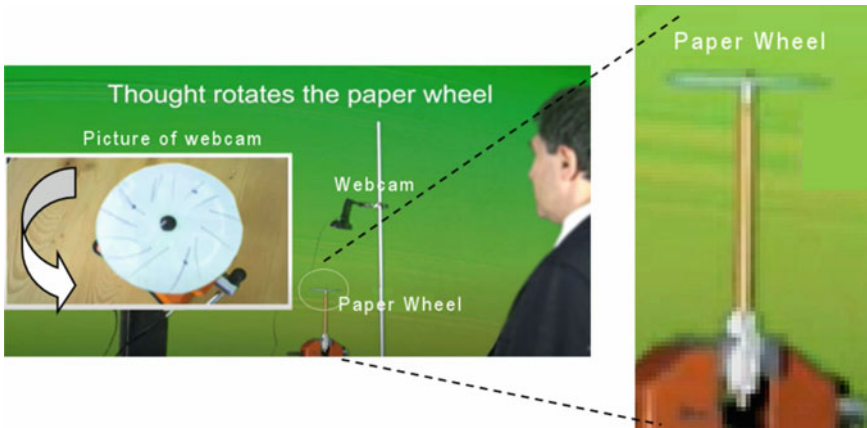 Thought rotates the paper wheel
Picture of webcam
Webcam
Paper Wheel
Paper Wheel